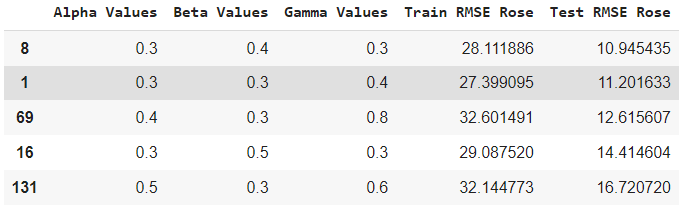 Alpha Values Beta Values Gamma Values Train RMSE Rose Test RMSE Rose
8 0.3 0.4 0.3 28.111886 10.945435
1 0.3 0.3 0.4 27.399095 11.201633
69 0.4 0.3 0.8 32.601491 12.615607
16 0.3 0.5 0.3 29.087520 14.414604
131 0.5 0.3 0.6 32.144773 16.720720